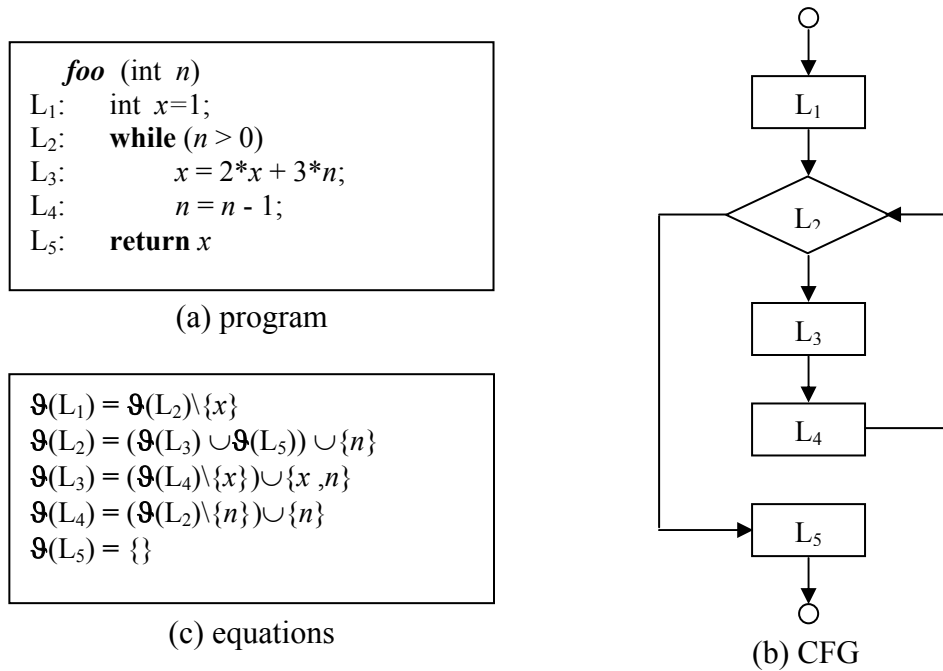 foo (int n)
L₁: int x=1;
L₂: while (n > 0)
L₃: x = 2*x + 3*n;
L₄: n = n - 1;
L₅: return x
(a) program
ϑ(L₁) = ϑ(L₂)\{x}
ϑ(L₂) = (ϑ(L₃) ∪ϑ(L₅)) ∪{n}
ϑ(L₃) = (ϑ(L₄)\{x})∪{x ,n}
ϑ(L₄) = (ϑ(L₂)\{n})∪{n}
ϑ(L₅) = {}
(c) equations
L₁
L₂
L₃
L₄
L₅
(b) CFG